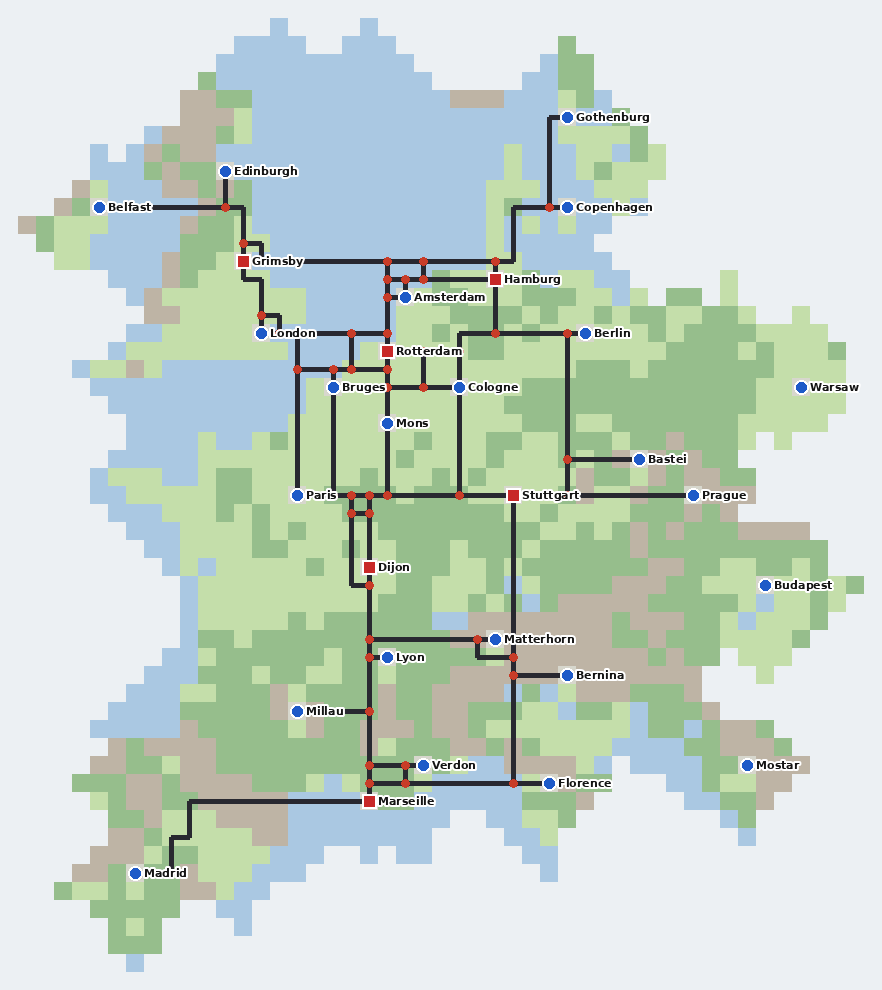 Gothenburg
Edinburgh
Belfast
Copenhagen
Grimsby
Hamburg
Amsterdam
London
Berlin
Rotterdam
Bruges
Cologne
Warsaw
Mons
Bastei
Paris
Stuttgart
Prague
Dijon
Budapest
Matterhorn
Lyon
Bernina
Millau
Verdon
Mostar
Florence
Marseille
Madrid